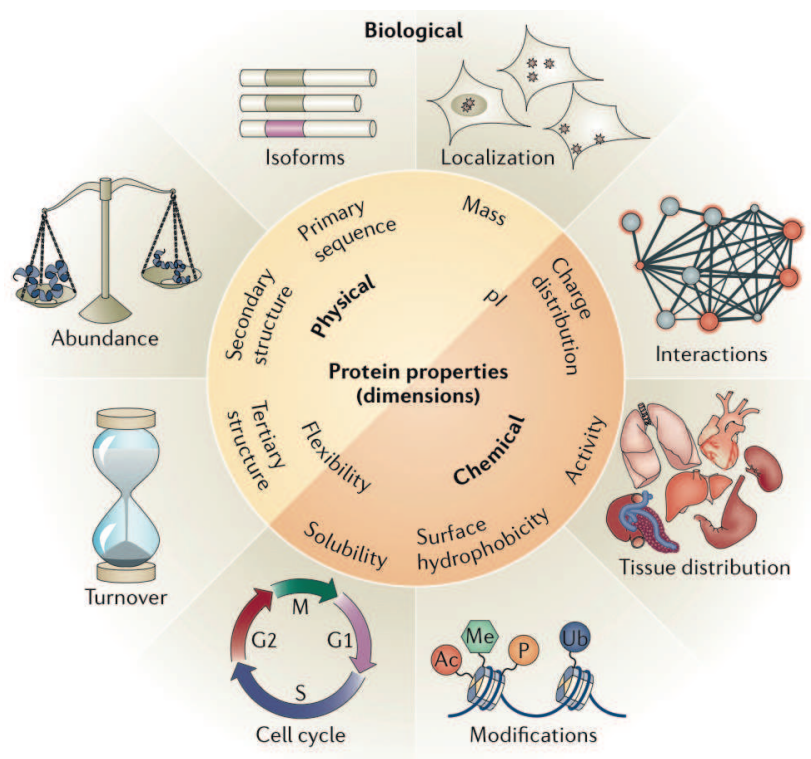 Biological
Isoforms
Localization
Abundance
Interactions
Turnover
Tissue distribution
Cell cycle
M
G1
S
G2
Modifications
Ac
Me
P
Ub
Physical
Primary
sequence
Mass
Secondary
structure
pI
Charge
distribution
Protein properties
(dimensions)
Tertiary
structure
Flexibility
Chemical
Activity
Solubility
Surface
hydrophobicity